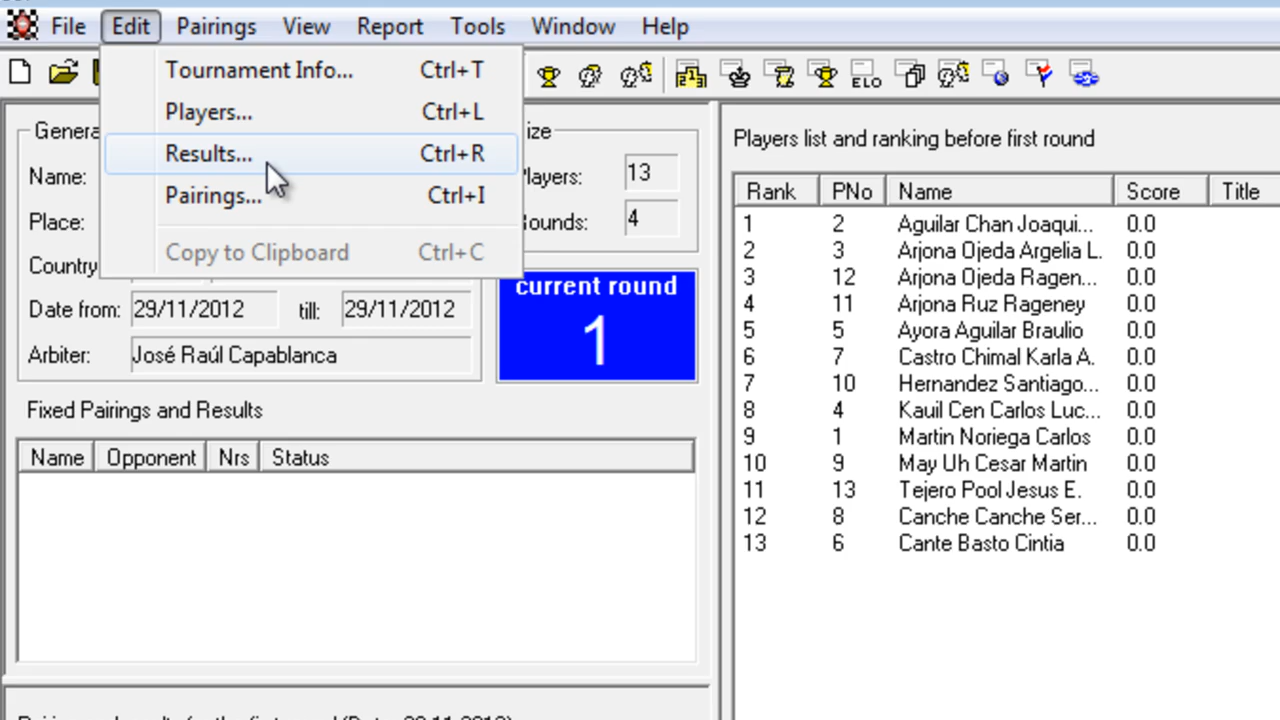 File Edit Pairings View Report Tools Window Help
Tournament Info... Ctrl+T
Players... Ctrl+L
Results... Ctrl+R
Pairings... Ctrl+I
Copy to Clipboard Ctrl+C
ELO
Genera
Name:
Place:
Country
Date from: 29/11/2012 till: 29/11/2012
Arbiter: José Raúl Capablanca
ize
layers: 13
ounds: 4
current round
1
Fixed Pairings and Results
Name Opponent Nrs Status
Players list and ranking before first round
Rank PNo Name Score Title
1 2 Aguilar Chan Joaqui... 0.0
2 3 Arjona Ojeda Argelia L. 0.0
3 12 Arjona Ojeda Ragen... 0.0
4 11 Arjona Ruz Rageney 0.0
5 5 Ayora Aguilar Braulio 0.0
6 7 Castro Chimal Karla A. 0.0
7 10 Hernandez Santiago... 0.0
8 4 Kauil Cen Carlos Luc... 0.0
9 1 Martin Noriega Carlos 0.0
10 9 May Uh Cesar Martin 0.0
11 13 Tejero Pool Jesus E. 0.0
12 8 Canche Canche Ser... 0.0
13 6 Cante Basto Cintia 0.0